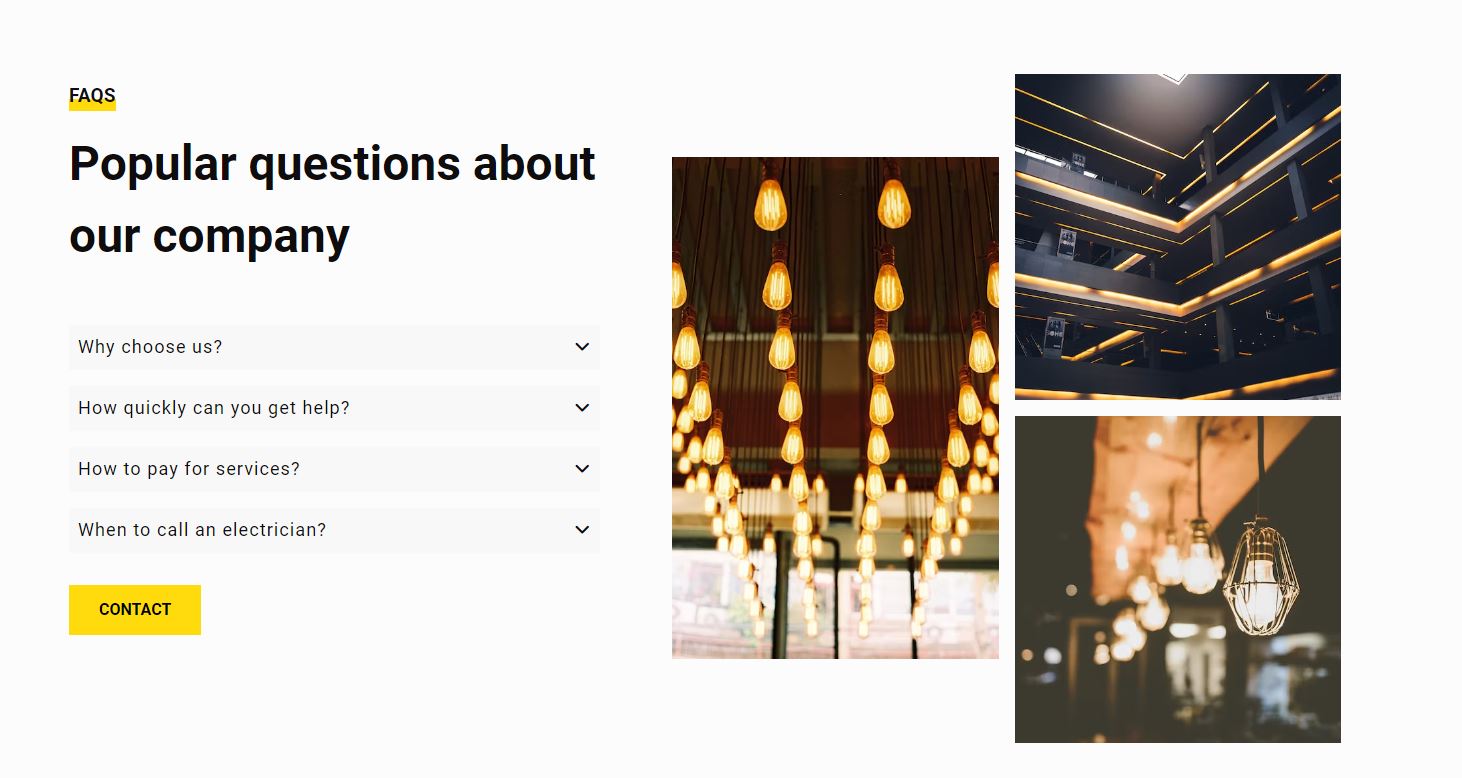 FAQS
Popular questions about
our company
Why choose us?
How quickly can you get help?
How to pay for services?
When to call an electrician?
CONTACT